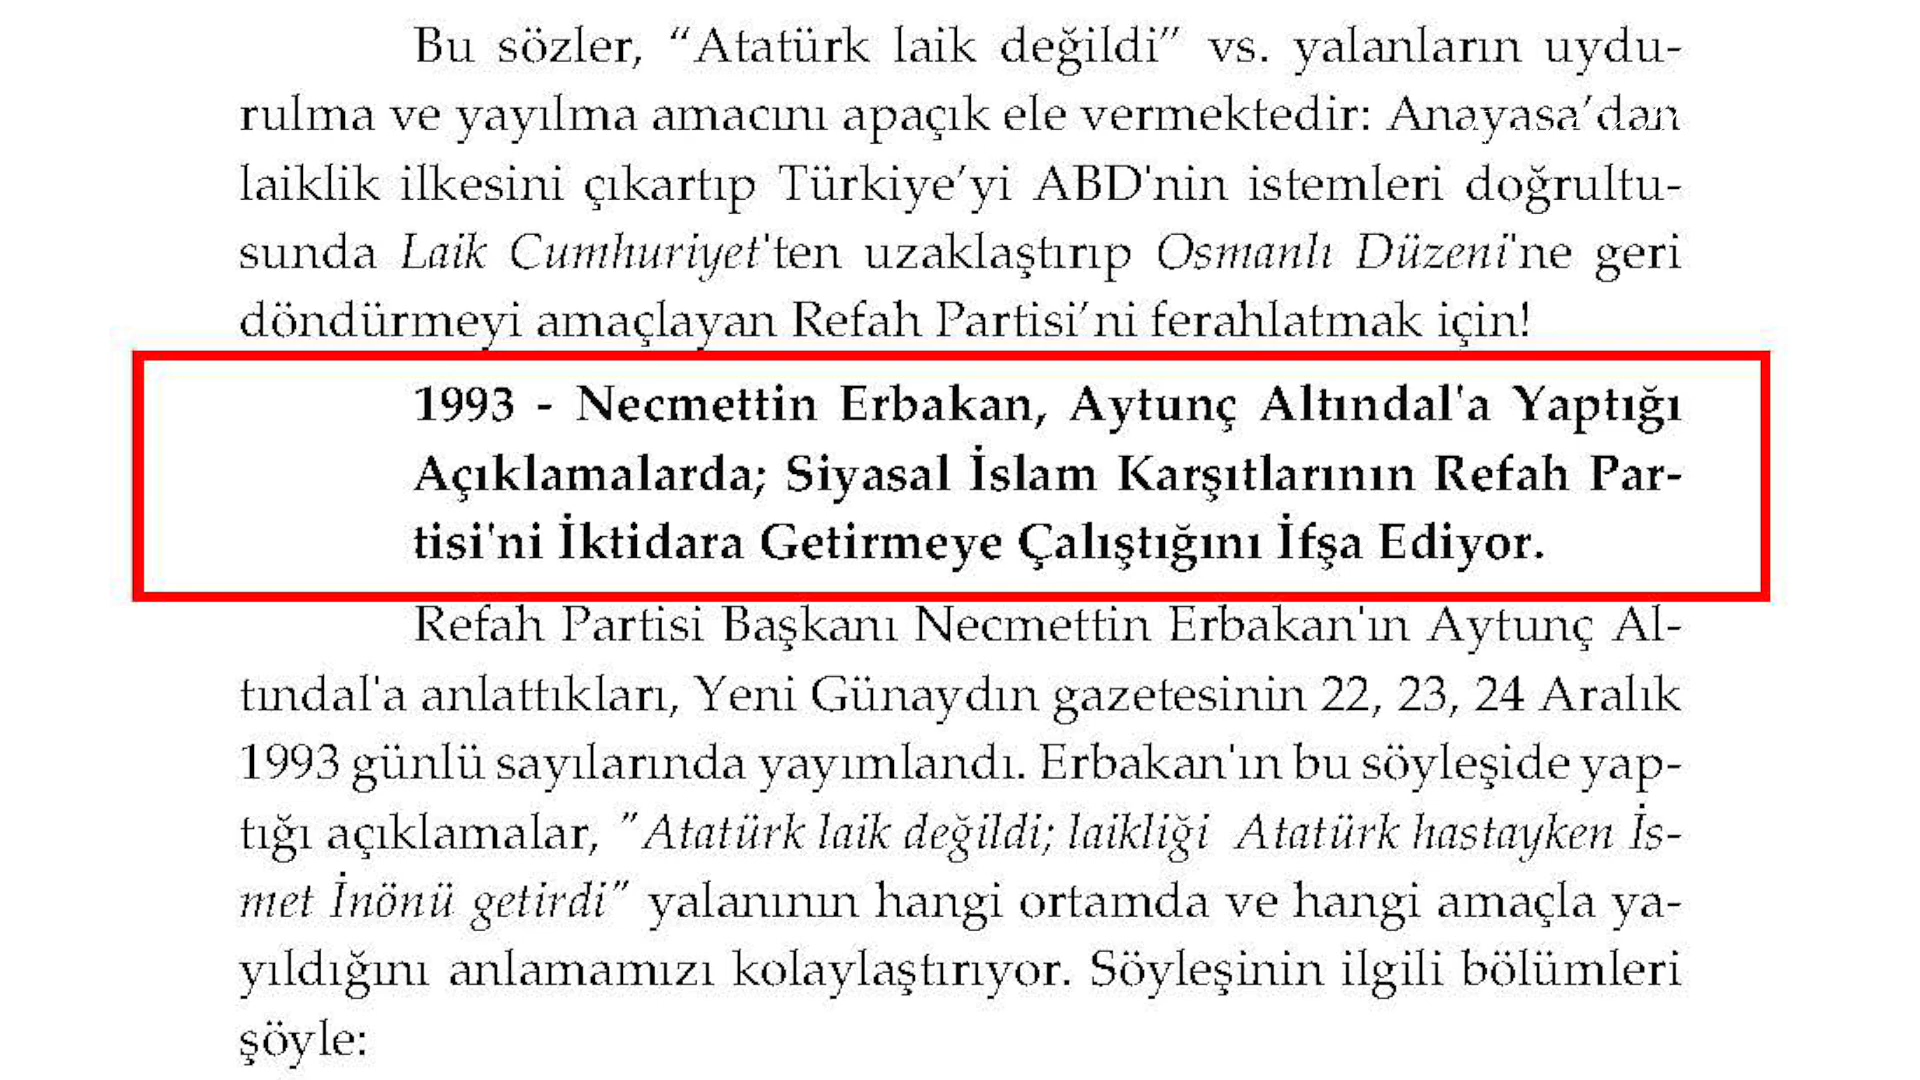 Bu sözler, “Atatürk laik değildi” vs. yalanların uydu-
rulma ve yayılma amacını apaçık ele vermektedir: Anayasa’dan
laiklik ilkesini çıkartıp Türkiye’yi ABD'nin istemleri doğrultu-
sunda Laik Cumhuriyet'ten uzaklaştırıp Osmanlı Düzeni'ne geri
döndürmeyi amaçlayan Refah Partisi’ni ferahlatmak için!
1993 - Necmettin Erbakan, Aytunç Altındal'a Yaptığı
Açıklamalarda; Siyasal İslam Karşıtlarının Refah Par-
tisi'ni İktidara Getirmeye Çalıştığını İfşa Ediyor.
Refah Partisi Başkanı Necmettin Erbakan'ın Aytunç Al-
tındal'a anlattıkları, Yeni Günaydın gazetesinin 22, 23, 24 Aralık
1993 günlü sayılarında yayımlandı. Erbakan'ın bu söyleşide yap-
tığı açıklamalar, "Atatürk laik değildi; laikliği Atatürk hastayken İs-
met İnönü getirdi" yalanının hangi ortamda ve hangi amaçla ya-
yıldığını anlamamızı kolaylaştırıyor. Söyleşinin ilgili bölümleri
şöyle: